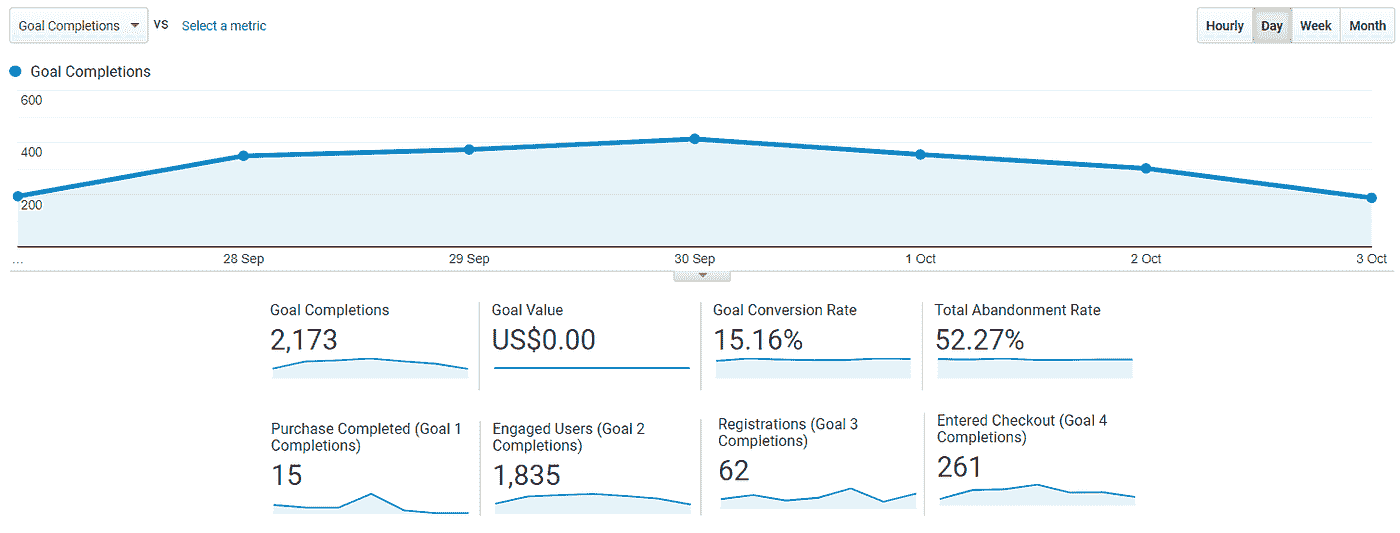 Goal Completions vs Select a metric
Hourly Day Week Month
Goal Completions
600
400
200
... 28 Sep 29 Sep 30 Sep 1 Oct 2 Oct 3 Oct
Goal Completions
2,173
Goal Value
US$0.00
Goal Conversion Rate
15.16%
Total Abandonment Rate
52.27%
Purchase Completed (Goal 1
Completions)
15
Engaged Users (Goal 2
Completions)
1,835
Registrations (Goal 3
Completions)
62
Entered Checkout (Goal 4
Completions)
261